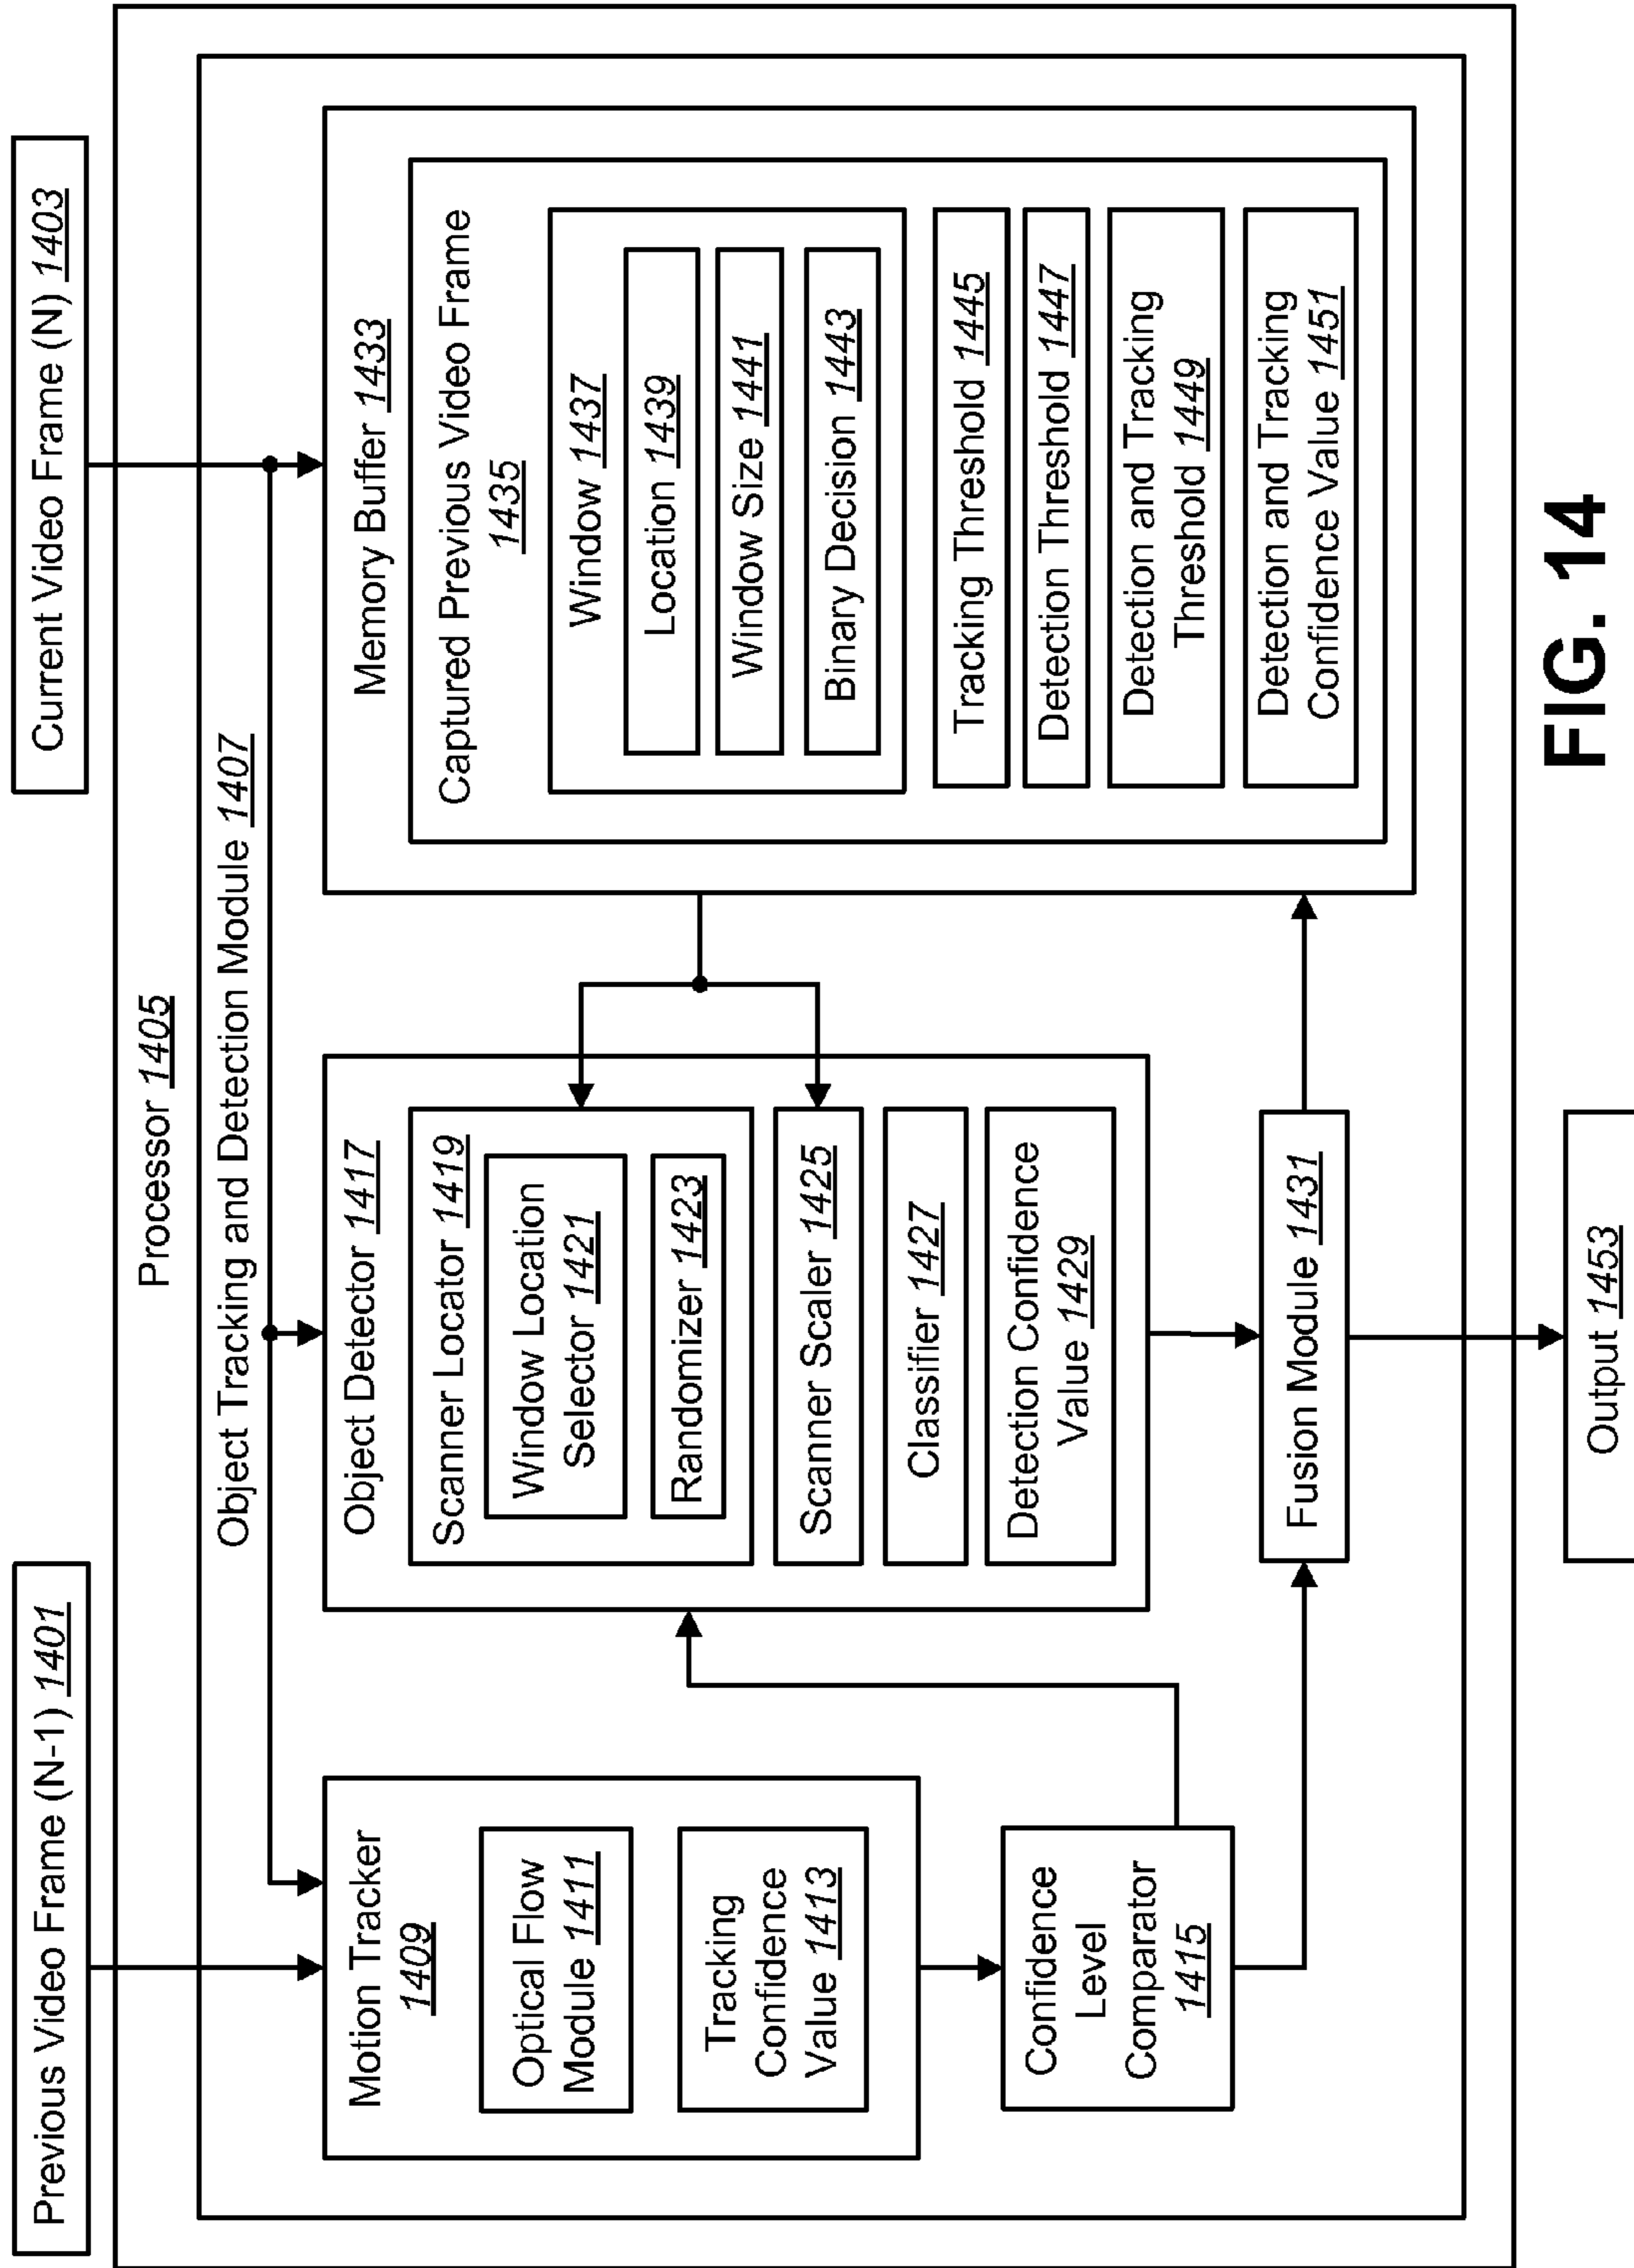 Previous Video Frame (N-1) 1401
Current Video Frame (N) 1403
Processor 1405
Object Tracking and Detection Module 1407
Motion Tracker
1409
Optical Flow
Module 1411
Tracking
Confidence
Value 1413
Confidence
Level
Comparator
1415
Object Detector 1417
Scanner Locator 1419
Window Location
Selector 1421
Randomizer 1423
Scanner Scaler 1425
Classifier 1427
Detection Confidence
Value 1429
Fusion Module 1431
Memory Buffer 1433
Captured Previous Video Frame
1435
Window 1437
Location 1439
Window Size 1441
Binary Decision 1443
Tracking Threshold 1445
Detection Threshold 1447
Detection and Tracking
Threshold 1449
Detection and Tracking
Confidence Value 1451
Output 1453
FIG. 14